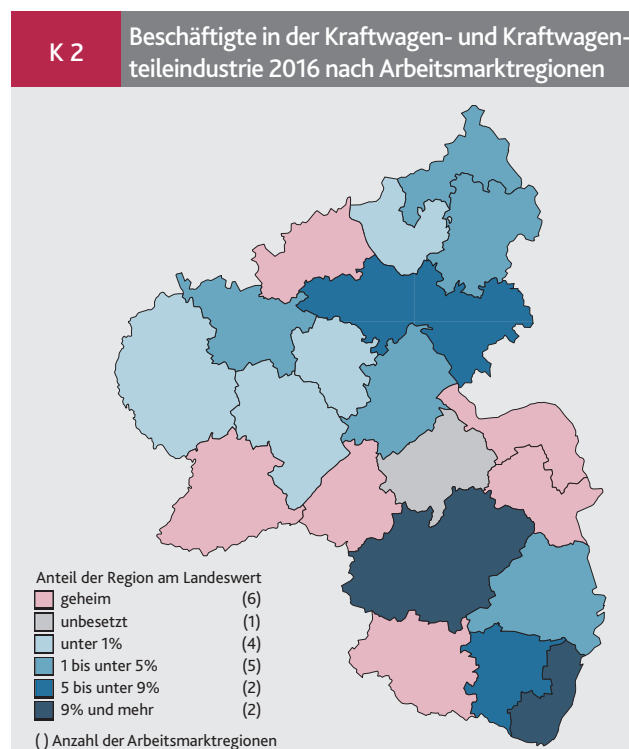 K 2
Beschäftigte in der Kraftwagen- und Kraftwagen-
teileindustrie 2016 nach Arbeitsmarktregionen
Anteil der Region am Landeswert
geheim (6)
unbesetzt (1)
unter 1% (4)
1 bis unter 5% (5)
5 bis unter 9% (2)
9% und mehr (2)
( ) Anzahl der Arbeitsmarktregionen